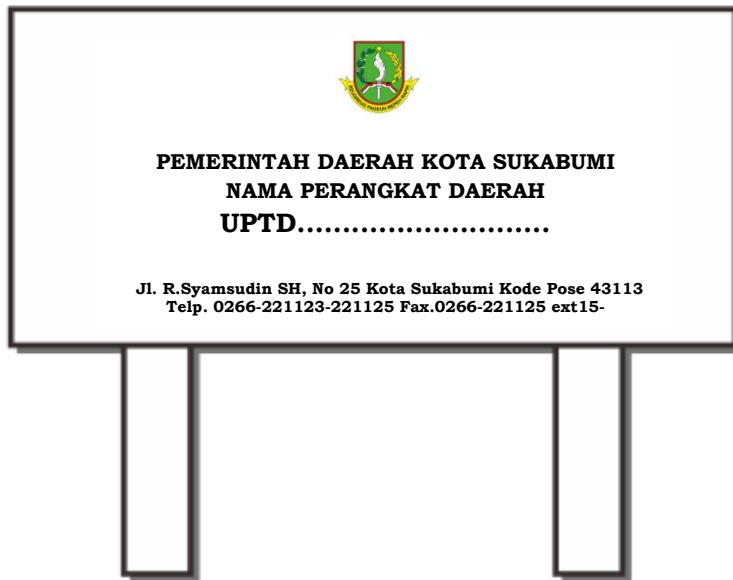 PEMERINTAH DAERAH KOTA SUKABUMI
NAMA PERANGKAT DAERAH
UPTD............................
Jl. R.Syamsudin SH, No 25 Kota Sukabumi Kode Pose 43113
Telp. 0266-221123-221125 Fax.0266-221125 ext15-